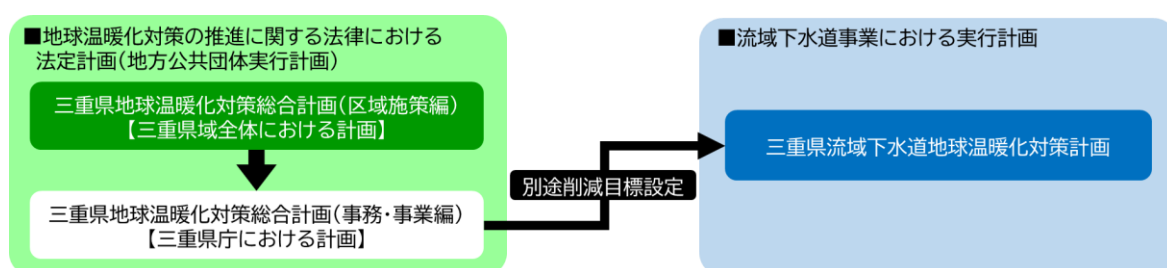 ■地球温暖化対策の推進に関する法律における
法定計画(地方公共団体実行計画)
三重県地球温暖化対策総合計画(区域施策編)
【三重県域全体における計画】
三重県地球温暖化対策総合計画(事務・事業編)
【三重県庁における計画】
別途削減目標設定
■流域下水道事業における実行計画
三重県流域下水道地球温暖化対策計画